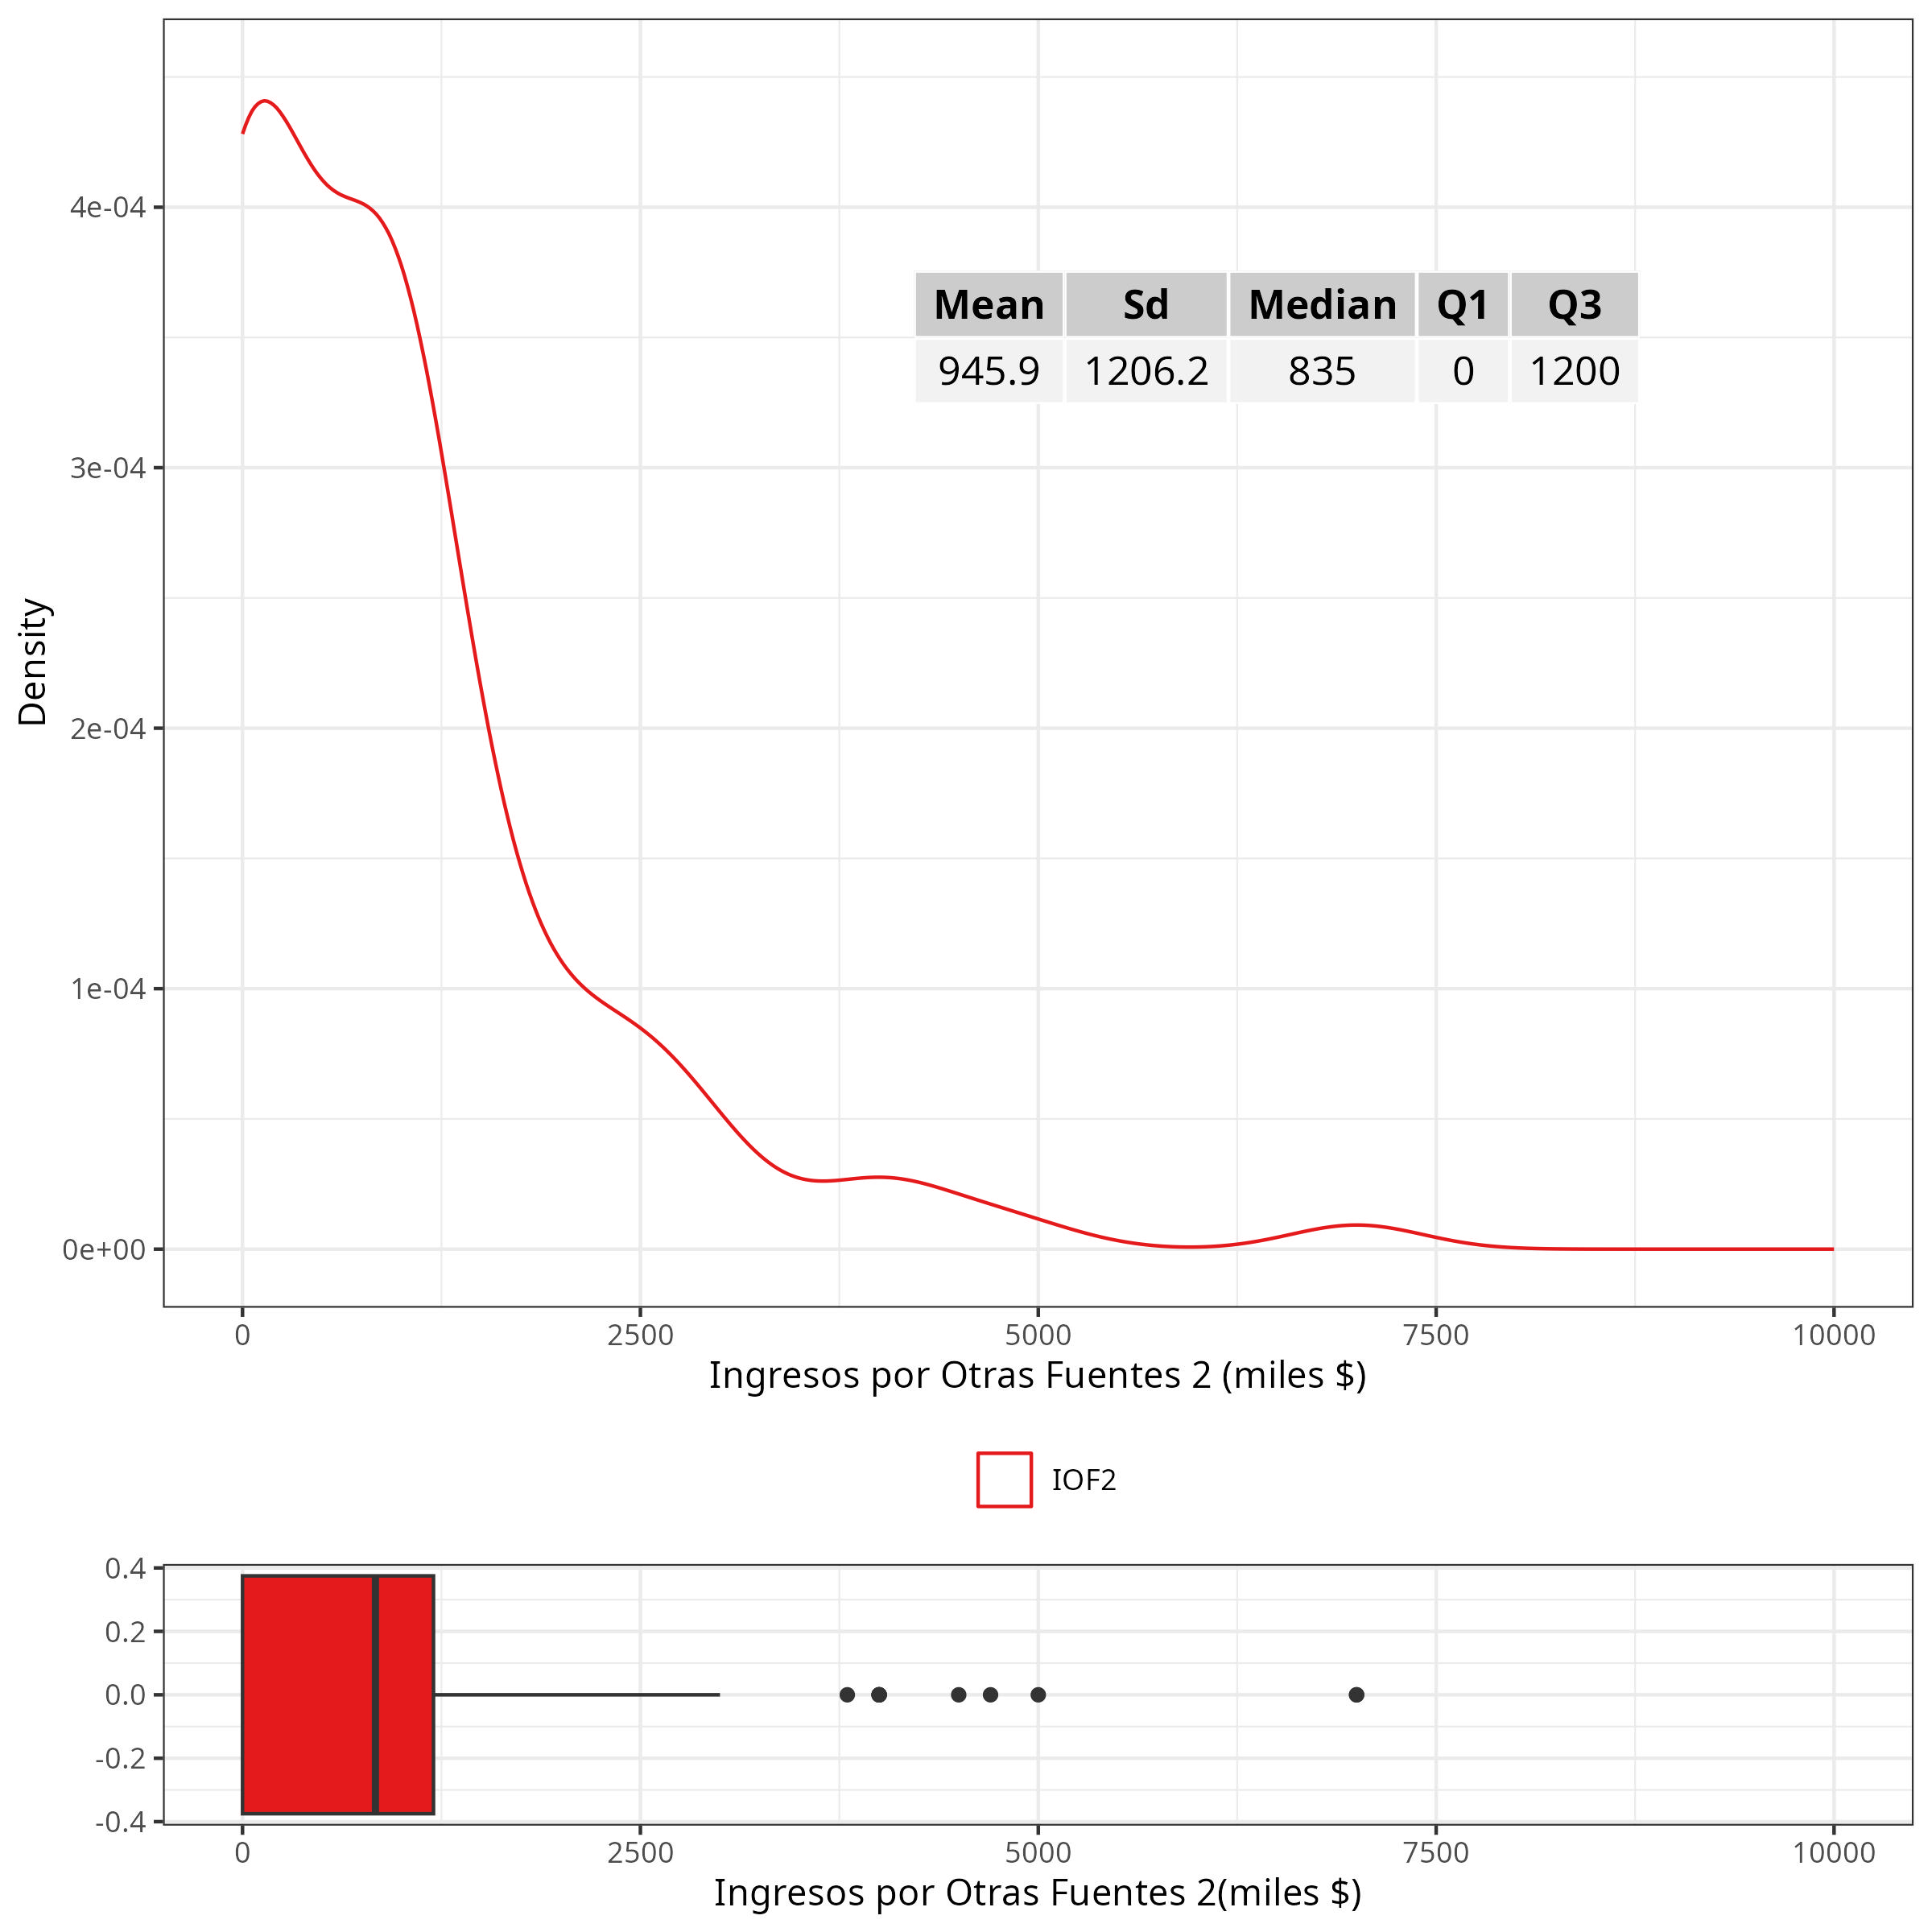 Density
4e-04
3e-04
2e-04
1e-04
0e+00
Mean Sd Median Q1 Q3
945.9 1206.2 835 0 1200
0 2500 5000 7500 10000
Ingresos por Otras Fuentes 2 (miles $)
IOF2
0.4
0.2
0.0
-0.2
-0.4
0 2500 5000 7500 10000
Ingresos por Otras Fuentes 2(miles $)